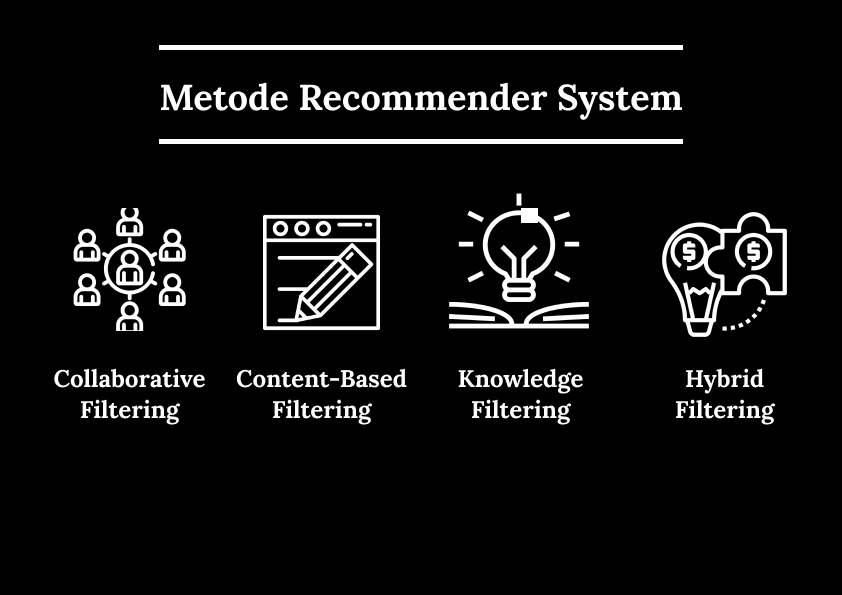 Metode Recommender System
Collaborative
Filtering
Content-Based
Filtering
Knowledge
Filtering
Hybrid
Filtering